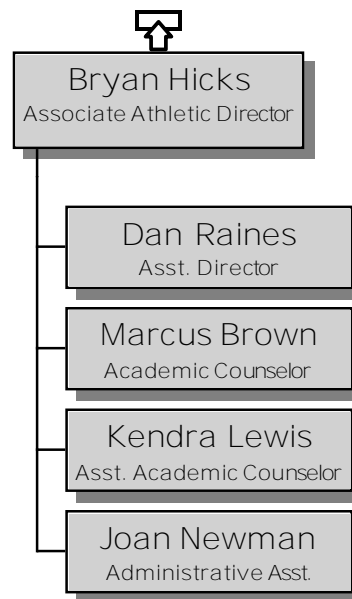 Bryan Hicks
Associate Athletic Director
Dan Raines
Asst. Director
Marcus Brown
Academic Counselor
Kendra Lewis
Asst. Academic Counselor
Joan Newman
Administrative Asst.